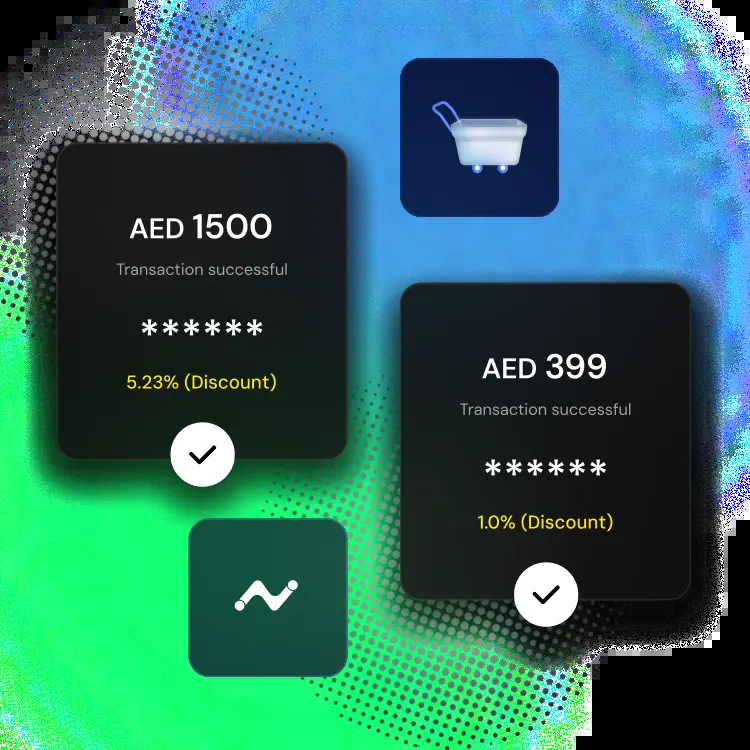 AED 1500
Transaction successful
******
5.23% (Discount)
AED 399
Transaction successful
******
1.0% (Discount)